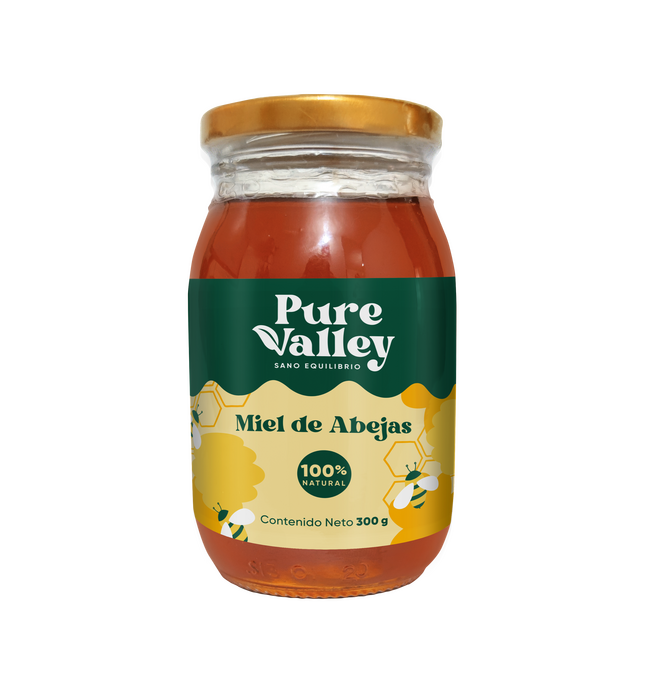 Pure
Valley
SANO EQUILIBRIO
Miel de Abejas
100%
NATURAL
Contenido Neto 300 g